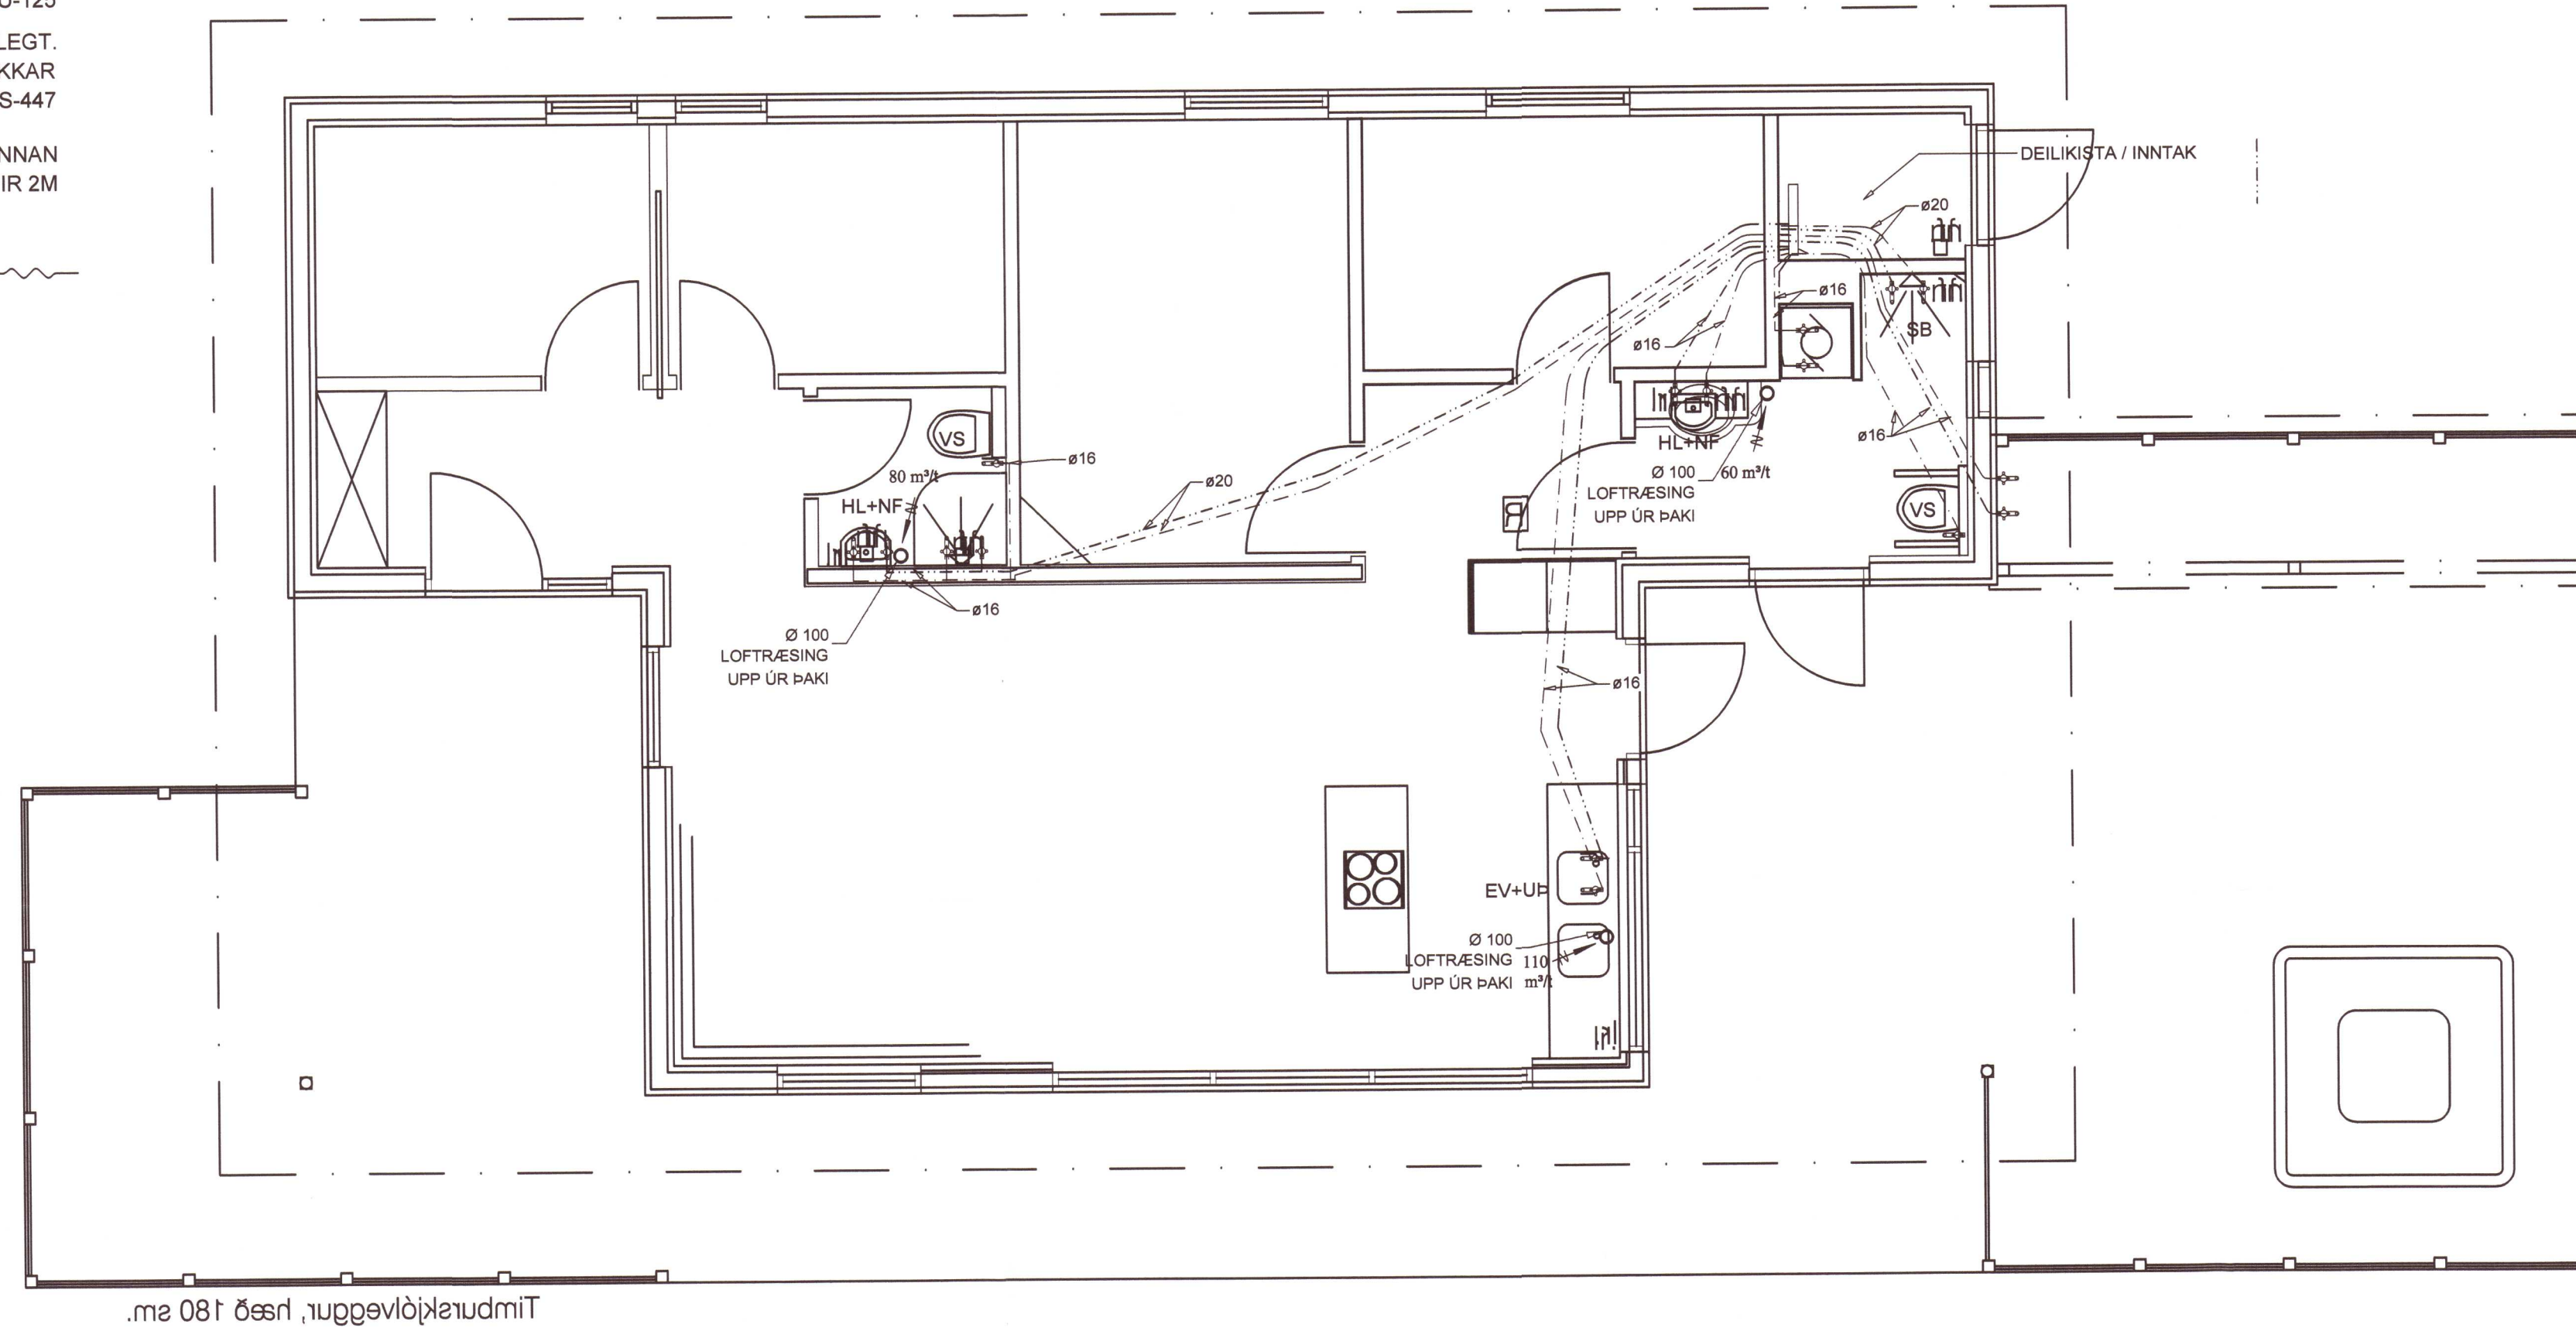 U-125
LEGT.
KKAR
S-447
NNAN
IR 2M
DEILIKISTA / INNTAK
ø20
ø16
SB
ø16
VS
ø16
80 m³/t
HL+NF
ø20
HL+NF
Ø 100
LOFTRÆSING
UPP ÚR ÞAKI
60 m³/t
ø16
VS
R
ø16
Ø 100
LOFTRÆSING
UPP ÚR ÞAKI
ø16
EV+UÞ
Ø 100
LOFTRÆSING
UPP ÚR ÞAKI
110
m³/t
Timburskjólveggur, hæð 180 sm.